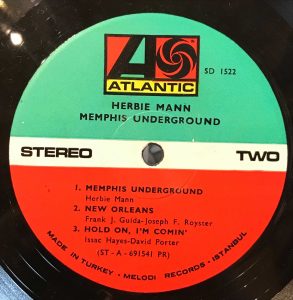 A
ATLANTIC
SD 1522
HERBIE MANN
MEMPHIS UNDERGROUND
STEREO TWO
1. MEMPHIS UNDERGROUND
Herbie Mann
2. NEW ORLEANS
Frank J. Guida-Joseph F. Royster
3. HOLD ON, I'M COMIN'
Issac Hayes-David Porter
(ST - A - 691541 PR)
MADE IN TURKEY - MELODI RECORDS - ISTANBUL